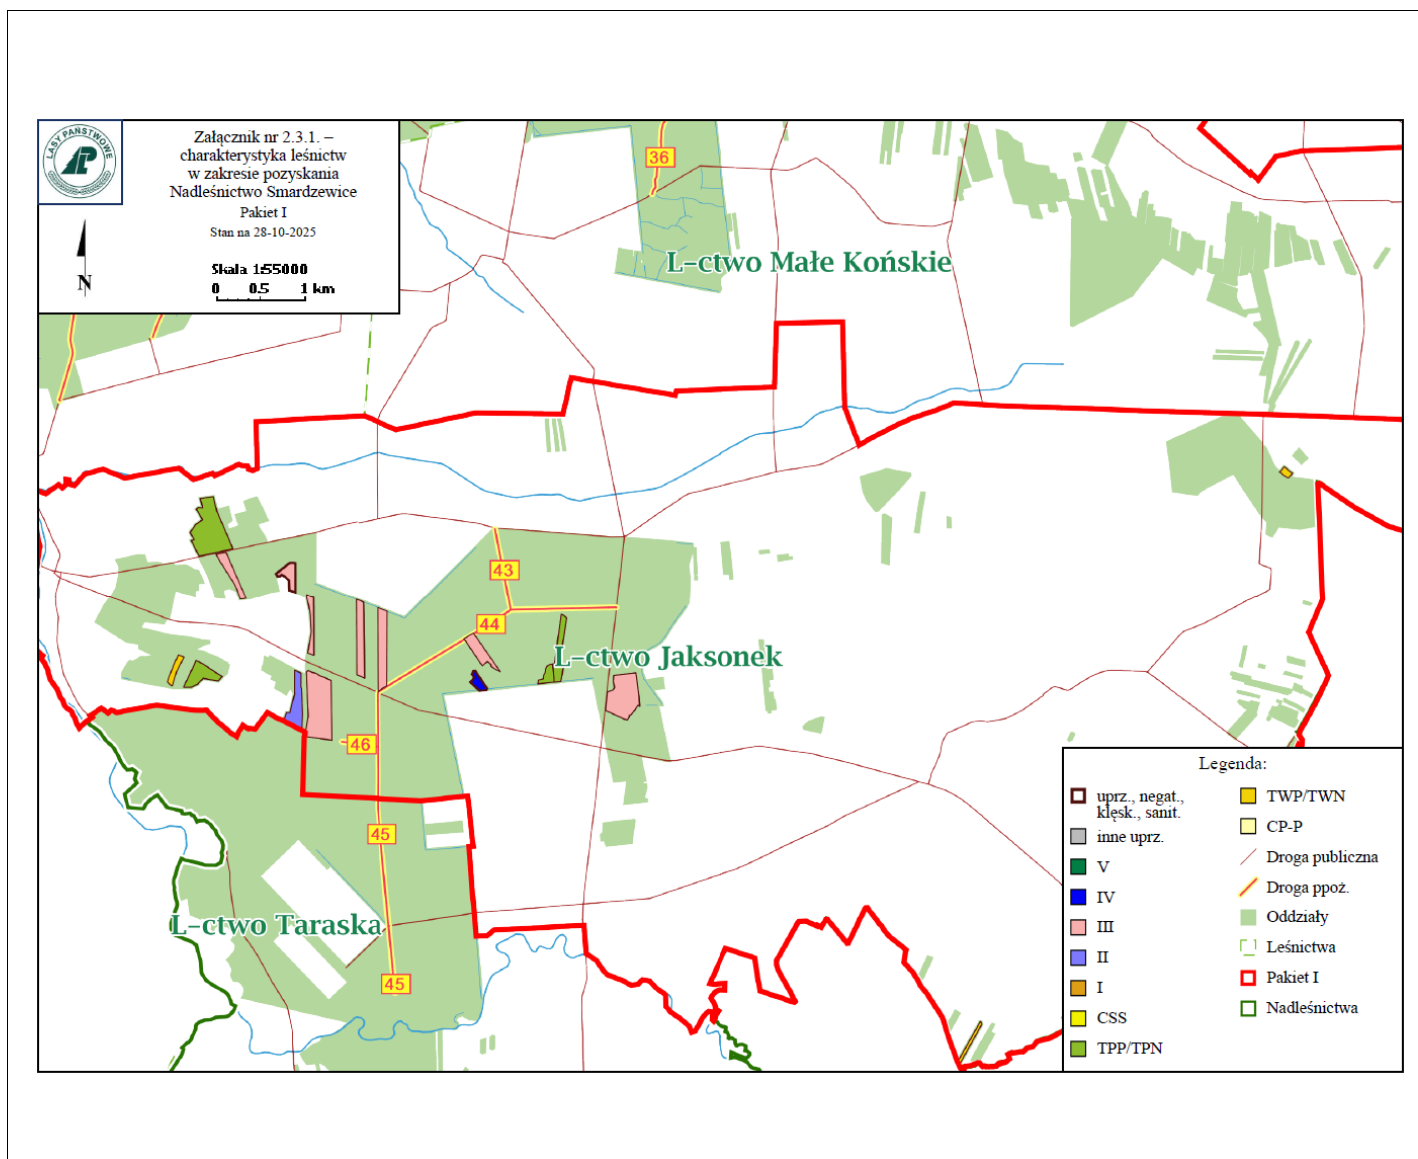 LASY PAŃSTWOWE
Załącznik nr 2.3.1. –
charakterystyka leśnictw
w zakresie pozyskania
Nadleśnictwo Smardzewice
Pakiet I
Stan na 28-10-2025
N
Skala 1:55000
0 0.5 1 km
36
L-ctwo Małe Końskie
43
44
L-ctwo Jaksonek
46
45
L-ctwo Taraska
45
Legenda:
uprz., negat.,
klęsk., sanit.
inne uprz.
V
IV
III
II
I
CSS
TPP/TPN
TWP/TWN
CP-P
Droga publiczna
Droga ppoż.
Oddziały
Leśnictwa
Pakiet I
Nadleśnictwa